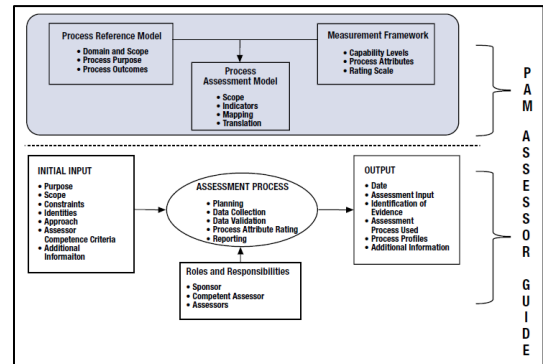 Process Reference Model
• Domain and Scope
• Process Purpose
• Process Outcomes
Measurement Framework
• Capability Levels
• Process Attributes
• Rating Scale
Process
Assessment Model
• Scope
• Indicators
• Mapping
• Translation
INITIAL INPUT
• Purpose
• Scope
• Constraints
• Identities
• Approach
• Assessor
Competence Criteria
• Additional
Informaiton
ASSESSMENT PROCESS
• Planning
• Data Collection
• Data Validation
• Process Attribute Rating
• Reporting
OUTPUT
• Date
• Assessment Input
• Identification of
Evidence
• Assessment
Process Used
• Process Profiles
• Additional Information
Roles and Responsibilities
• Sponsor
• Competent Assessor
• Assessors
PAM ASSESSOR GUIDE